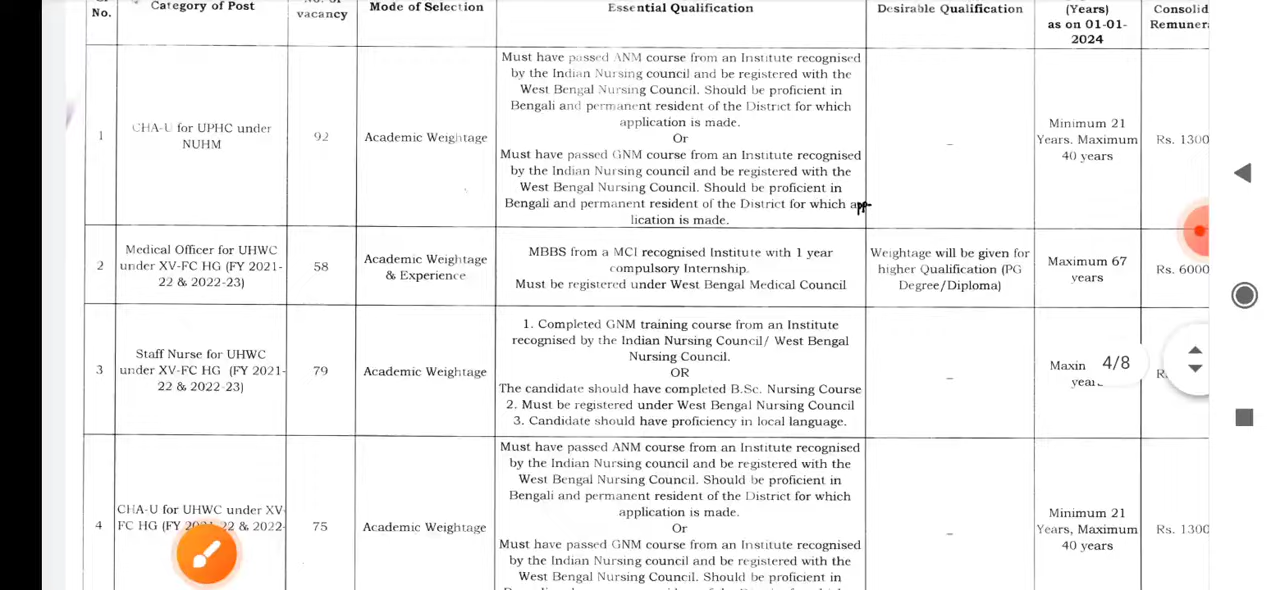 No.
Category of Post
vacancy
Mode of Selection
Essential Qualification
Desirable Qualification
(Years)
as on 01-01-
2024
Consolid
Remuner
1
CHA-U for UPHC under
NUHM
92
Academic Weightage
Must have passed ANM course from an Institute recognised
by the Indian Nursing council and be registered with the
West Bengal Nursing Council. Should be proficient in
Bengali and permanent resident of the District for which
application is made.
Or
Must have passed GNM course from an Institute recognised
by the Indian Nursing council and be registered with the
West Bengal Nursing Council. Should be proficient in
Bengali and permanent resident of the District for which app-
lication is made.
-
Minimum 21
Years. Maximum
40 years
Rs. 1300
2
Medical Officer for UHWC
under XV-FC HG (FY 2021-
22 & 2022-23)
58
Academic Weightage
& Experience
MBBS from a MCI recognised Institute with 1 year
compulsory Internship.
Must be registered under West Bengal Medical Council
Weightage will be given for
higher Qualification (PG
Degree/Diploma)
Maximum 67
years
Rs. 6000
3
Staff Nurse for UHWC
under XV-FC HG (FY 2021-
22 & 2022-23)
79
Academic Weightage
1. Completed GNM training course from an Institute
recognised by the Indian Nursing Council/ West Bengal
Nursing Council.
OR
The candidate should have completed B.Sc. Nursing Course
2. Must be registered under West Bengal Nursing Council
3. Candidate should have proficiency in local language.
-
Maxin
4/8
4
CHA-U for UHWC under XV-
22 & 2022-
75
Academic Weightage
Must have passed ANM course from an Institute recognised
by the Indian Nursing council and be registered with the
West Bengal Nursing Council. Should be proficient in
Bengali and permanent resident of the District for which
application is made.
Or
Must have passed GNM course from an Institute recognised
by the Indian Nursing council and be registered with the
West Bengal Nursing Council. Should be proficient in
-
Minimum 21
Years, Maximum
40 years
Rs. 1300